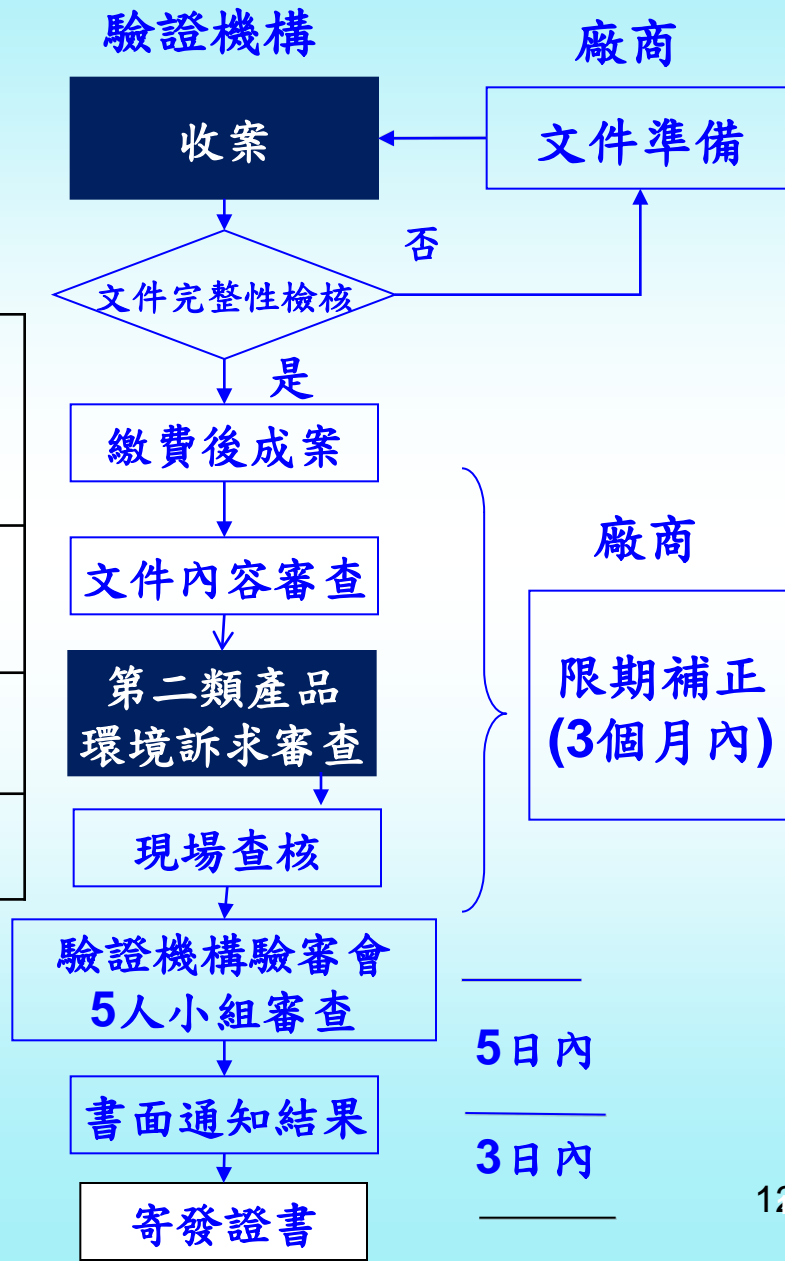 驗證機構
廠商
收案
文件準備
否
文件完整性檢核
是
繳費後成案
文件內容審查
廠商
第二類產品
環境訴求審查
限期補正
(3個月內)
現場查核
驗證機構驗審會
5人小組審查
5日內
書面通知結果
3日內
寄發證書
12